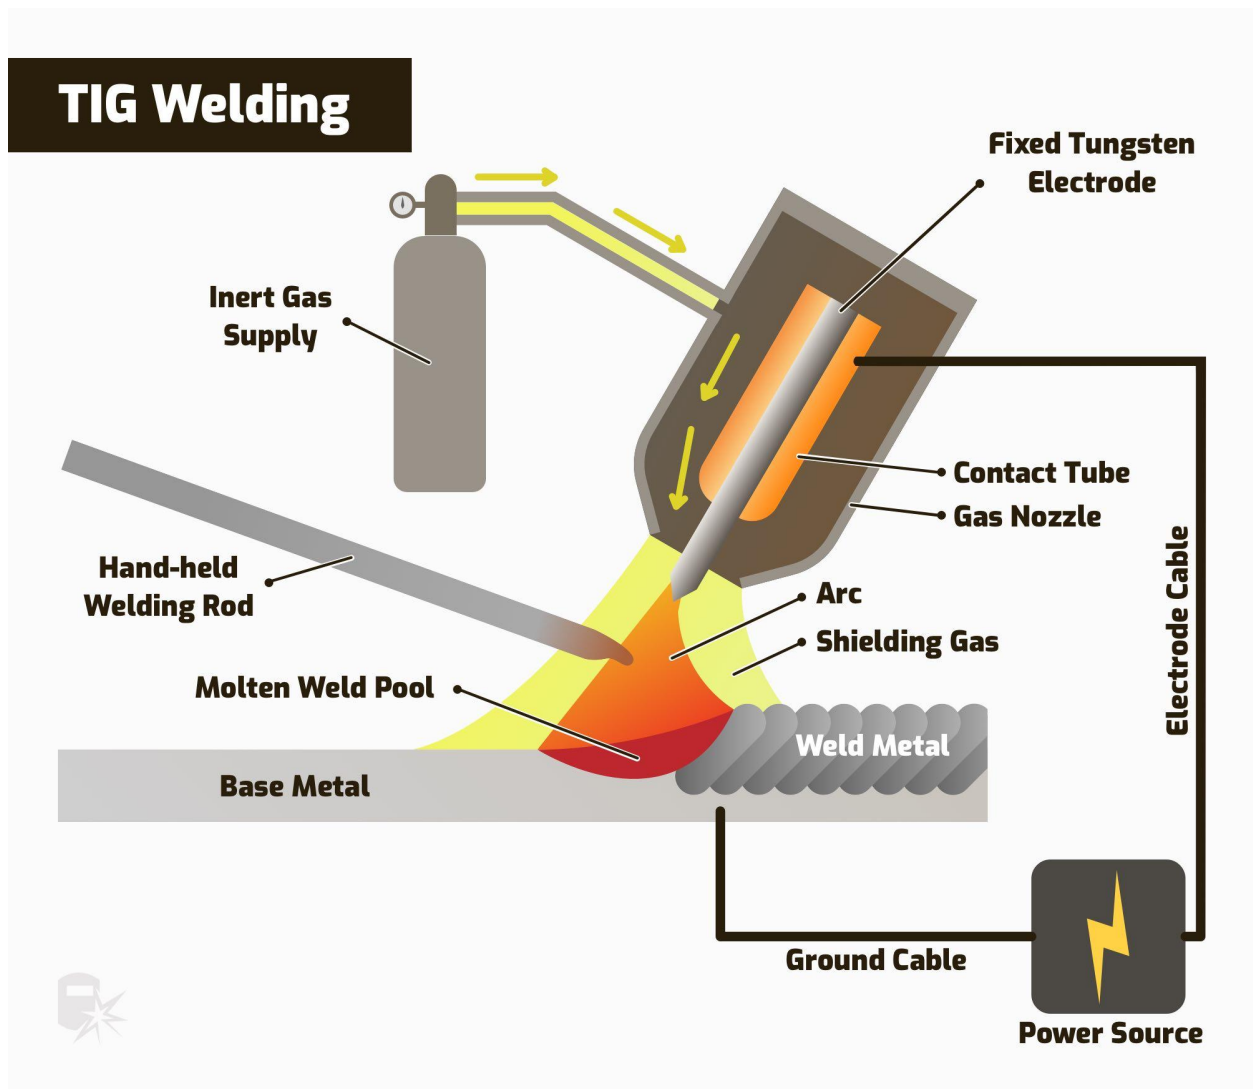 TIG Welding
Fixed Tungsten
Electrode
Inert Gas
Supply
Contact Tube
Gas Nozzle
Electrode Cable
Hand-held
Welding Rod
Arc
Shielding Gas
Molten Weld Pool
Weld Metal
Base Metal
Ground Cable
Power Source